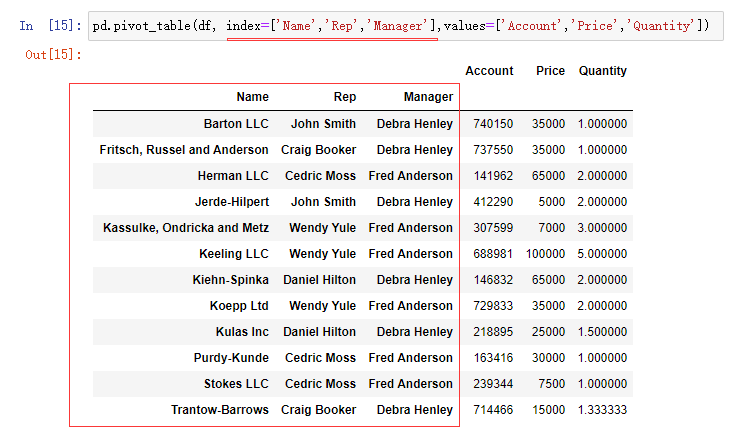 In [15]: pd.pivot_table(df, index=['Name','Rep','Manager'],values=['Account','Price','Quantity'])
Out[15]:
Account Price Quantity
Name Rep Manager
Barton LLC John Smith Debra Henley 740150 35000 1.000000
Fritsch, Russel and Anderson Craig Booker Debra Henley 737550 35000 1.000000
Herman LLC Cedric Moss Fred Anderson 141962 65000 2.000000
Jerde-Hilpert John Smith Debra Henley 412290 5000 2.000000
Kassulke, Ondricka and Metz Wendy Yule Fred Anderson 307599 7000 3.000000
Keeling LLC Wendy Yule Fred Anderson 688981 100000 5.000000
Kiehn-Spinka Daniel Hilton Debra Henley 146832 65000 2.000000
Koepp Ltd Wendy Yule Fred Anderson 729833 35000 2.000000
Kulas Inc Daniel Hilton Debra Henley 218895 25000 1.500000
Purdy-Kunde Cedric Moss Fred Anderson 163416 30000 1.000000
Stokes LLC Cedric Moss Fred Anderson 239344 7500 1.000000
Trantow-Barrows Craig Booker Debra Henley 714466 15000 1.333333